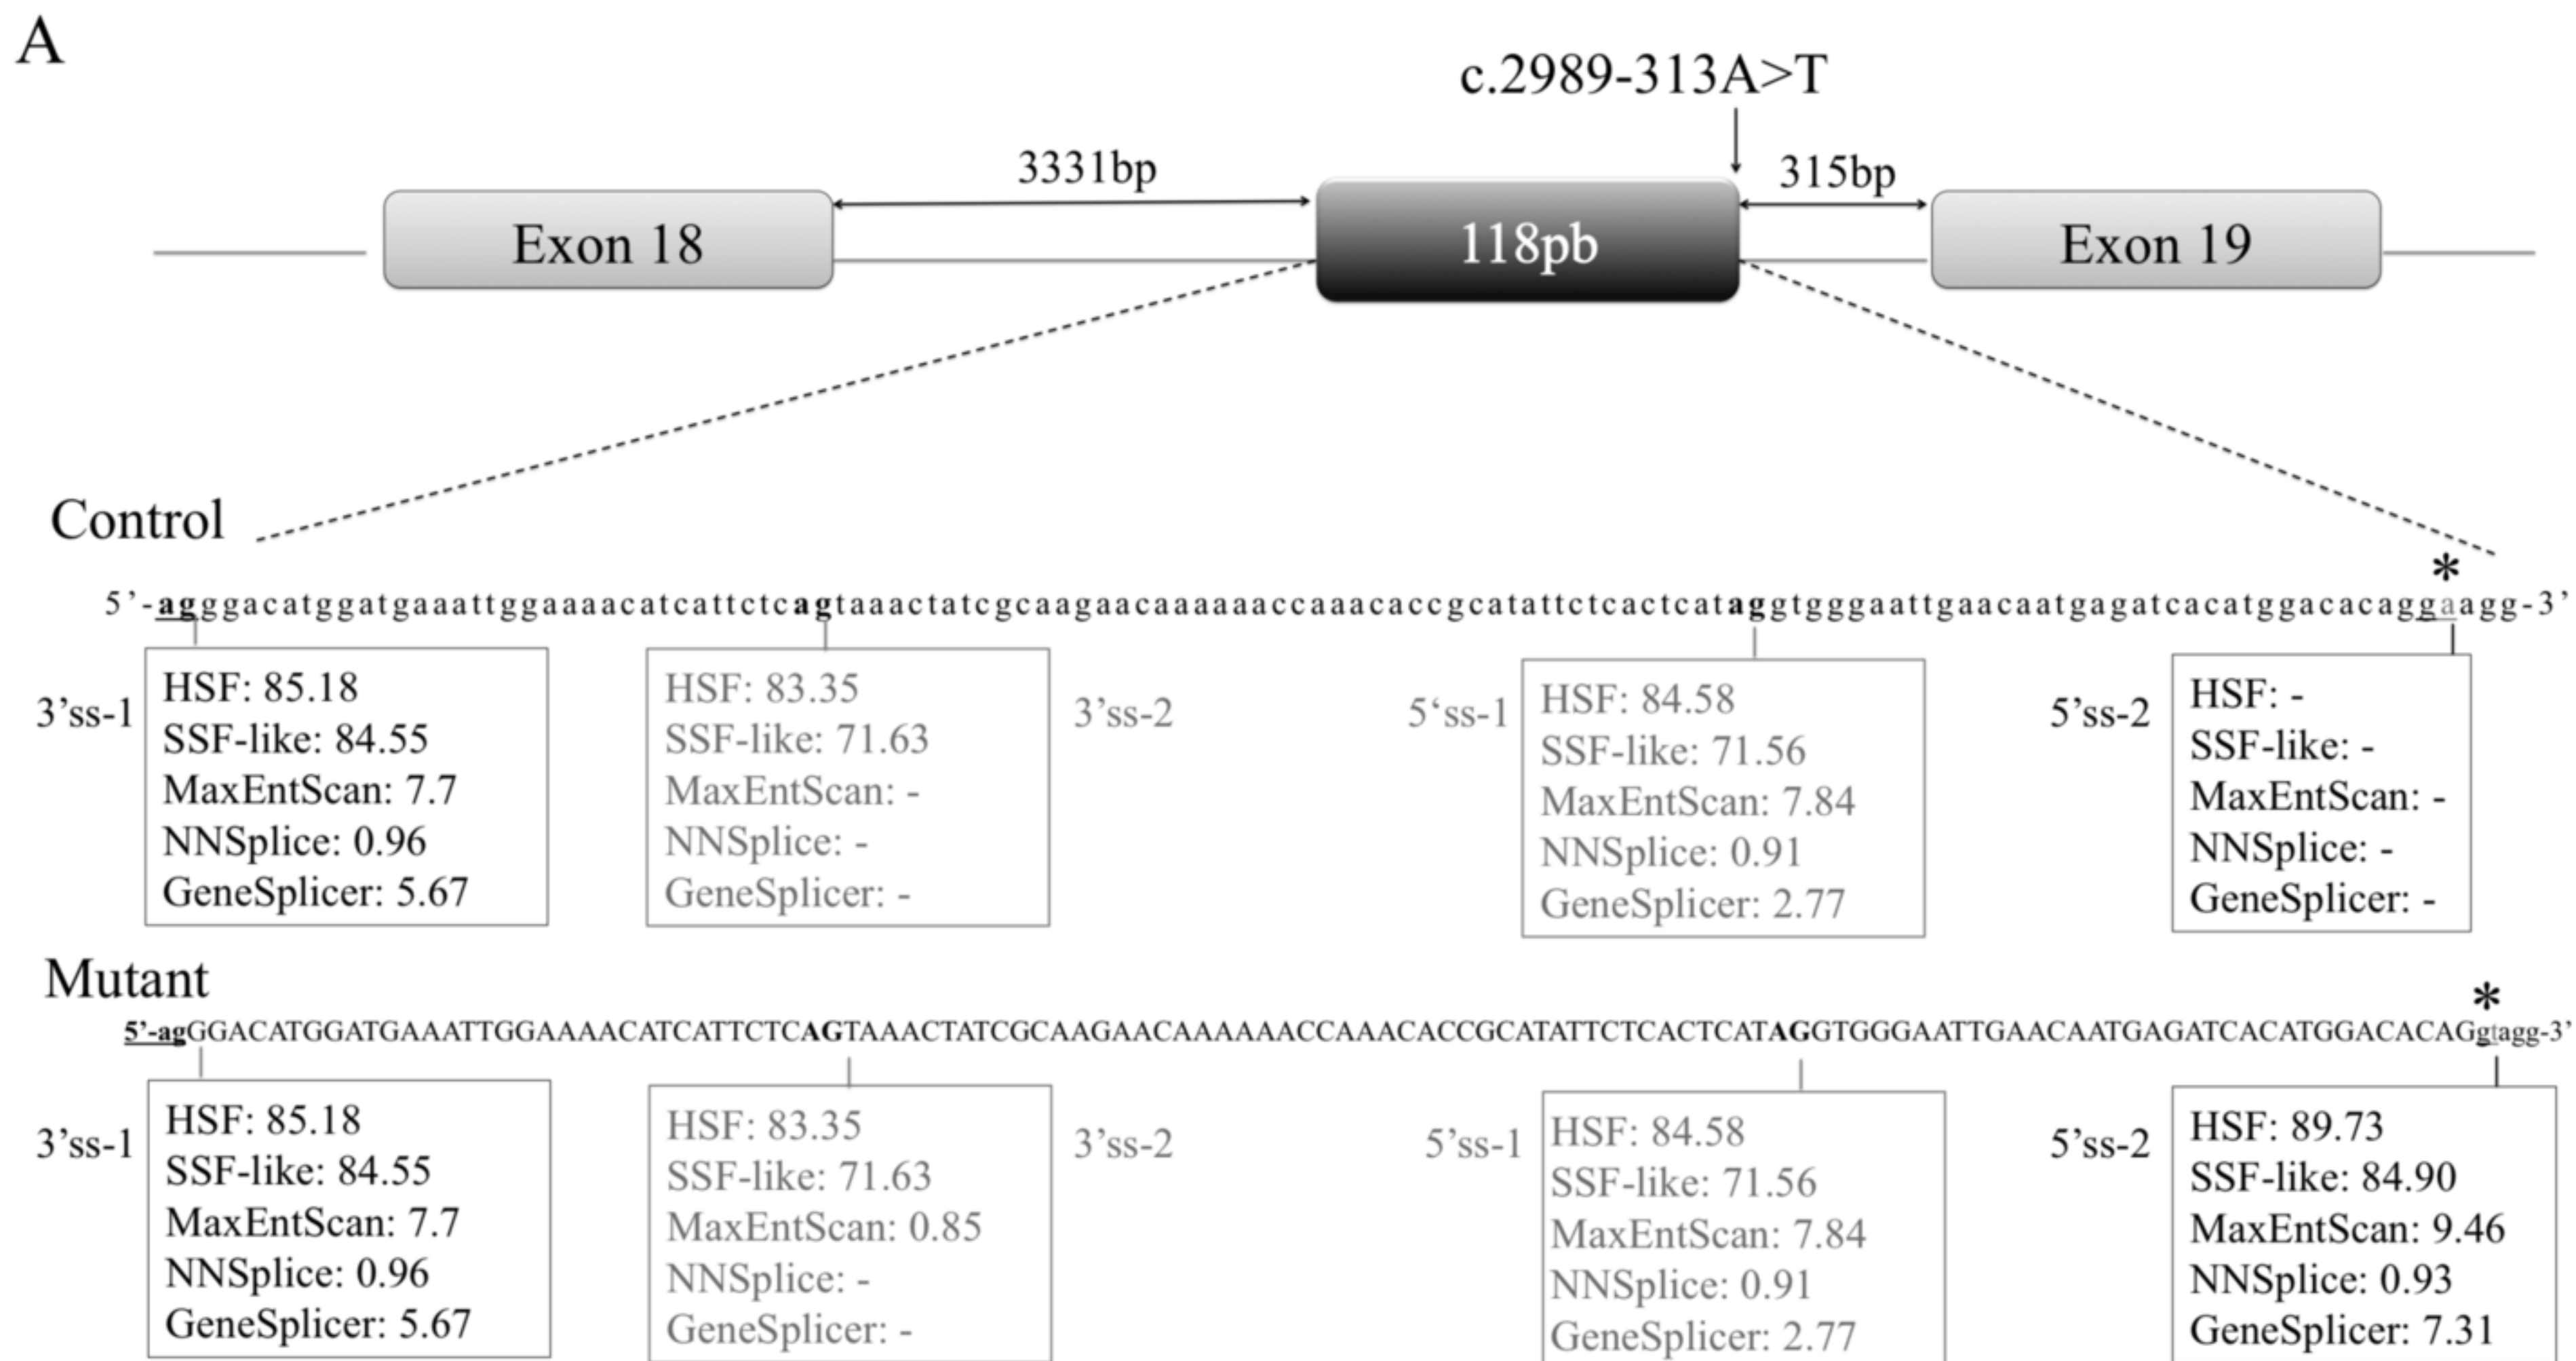 A
c.2989-313A>T
3331bp
315bp
Exon 18
118pb
Exon 19
Control
*
5’-agggacatggatgaaattggaaaacatcattctcagtaaactatcgcaagaacaaaaaaccaaacaccgcatattctcactcataggtgggaattgaacaatgagatcacatggacacaggaagg-3’
3’ss-1
HSF: 85.18
SSF-like: 84.55
MaxEntScan: 7.7
NNSplice: 0.96
GeneSplicer: 5.67
HSF: 83.35
SSF-like: 71.63
MaxEntScan: -
NNSplice: -
GeneSplicer: -
3’ss-2
5‘ss-1
HSF: 84.58
SSF-like: 71.56
MaxEntScan: 7.84
NNSplice: 0.91
GeneSplicer: 2.77
5’ss-2
HSF: -
SSF-like: -
MaxEntScan: -
NNSplice: -
GeneSplicer: -
Mutant
*
5’-agGGACATGGATGAAATTGGAAAACATCATTCTCAGTAAACTATCGCAAGAACAAAAAACCAAACACCGCATATTCTCACTCATAGGTGGGAATTGAACAATGAGATCACATGGACACAGgtagg-3’
3’ss-1
HSF: 85.18
SSF-like: 84.55
MaxEntScan: 7.7
NNSplice: 0.96
GeneSplicer: 5.67
HSF: 83.35
SSF-like: 71.63
MaxEntScan: 0.85
NNSplice: -
GeneSplicer: -
3’ss-2
5’ss-1
HSF: 84.58
SSF-like: 71.56
MaxEntScan: 7.84
NNSplice: 0.91
GeneSplicer: 2.77
5’ss-2
HSF: 89.73
SSF-like: 84.90
MaxEntScan: 9.46
NNSplice: 0.93
GeneSplicer: 7.31